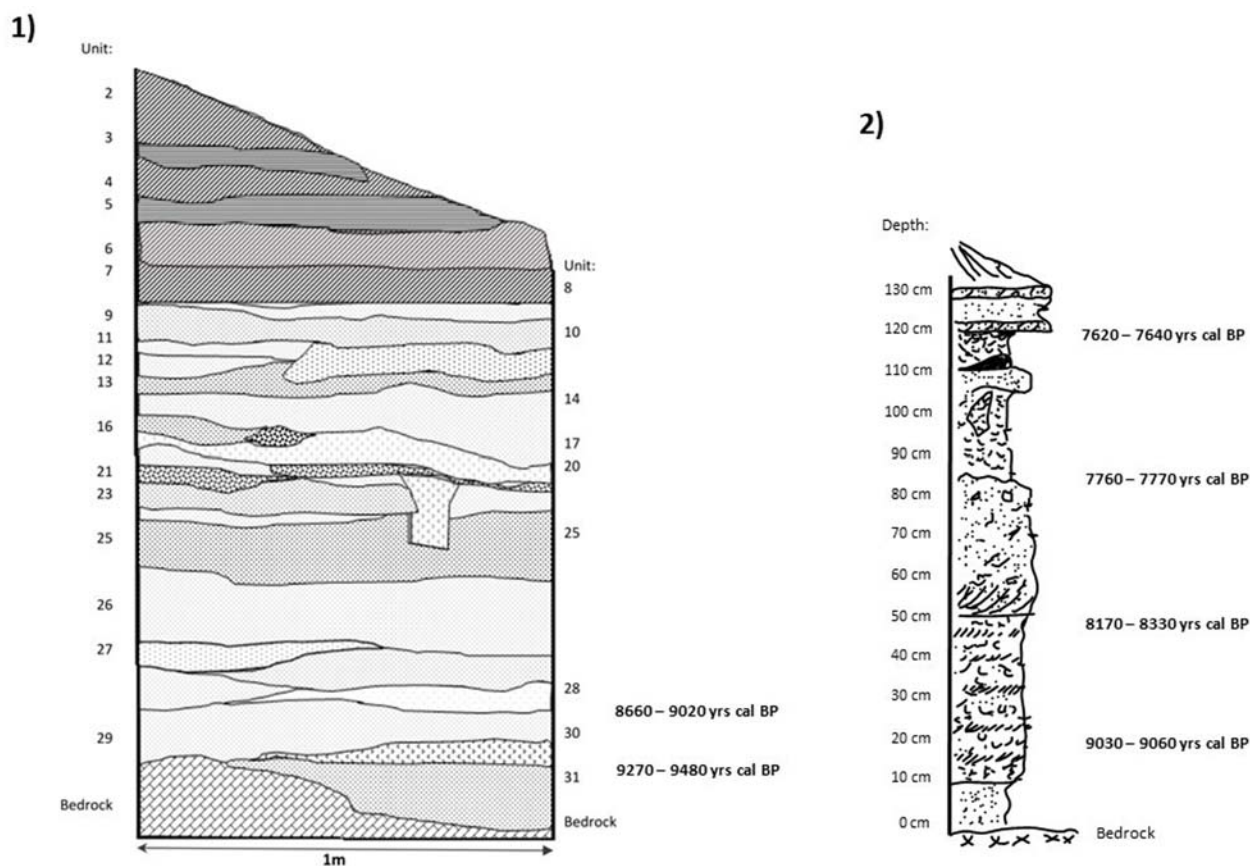 1)
Unit:
2
3
4
5
6
7
9
11
12
13
16
21
23
25
26
27
29
Bedrock
Unit:
8
10
14
17
20
25
28
30
31
Bedrock
8660 – 9020 yrs cal BP
9270 – 9480 yrs cal BP
1m
2)
Depth:
130 cm
120 cm
110 cm
100 cm
90 cm
80 cm
70 cm
60 cm
50 cm
40 cm
30 cm
20 cm
10 cm
0 cm
7620 – 7640 yrs cal BP
7760 – 7770 yrs cal BP
8170 – 8330 yrs cal BP
9030 – 9060 yrs cal BP
Bedrock